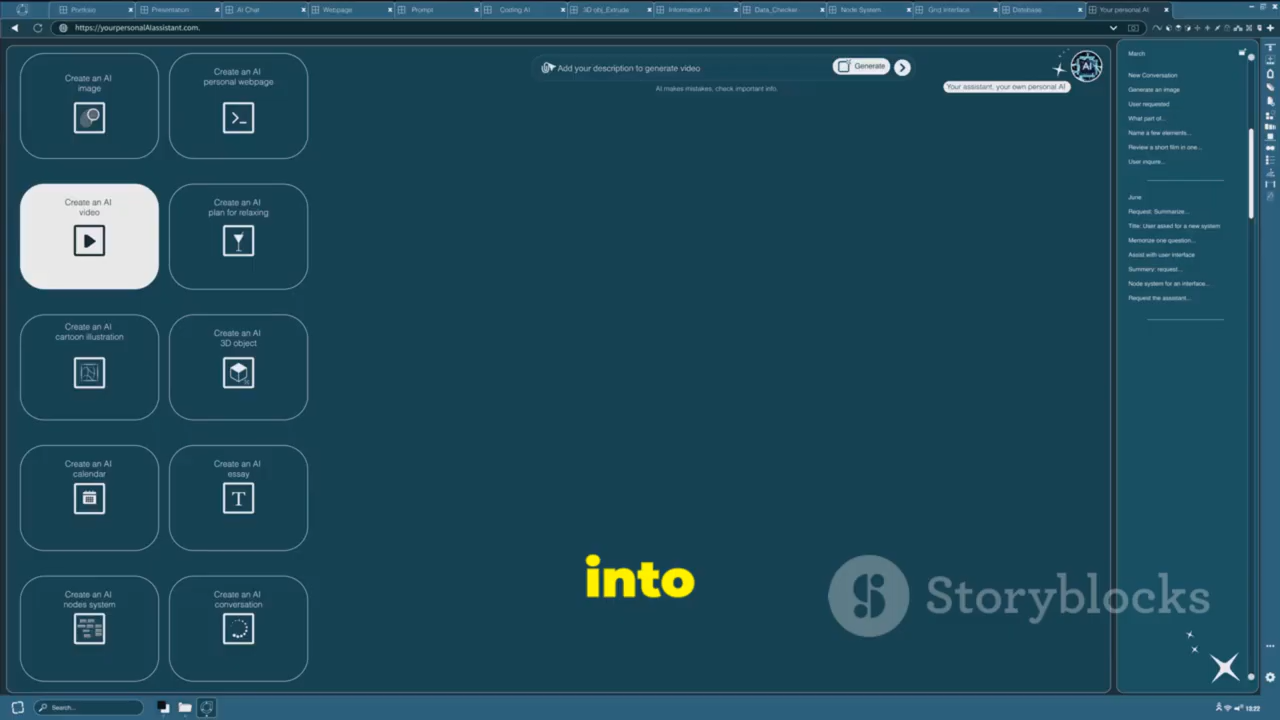 Portfolio
Presentation
AI Chat
Webpage
Prompt
Coding AI
3D obj_Extrude
Information AI
Data_Checker
Node System
Grid Interface
Database
Your personal AI
https://yourpersonalAIassistant.com.
Create an AI
image
Create an AI
personal webpage
Create an AI
video
Create an AI
plan for relaxing
Create an AI
cartoon illustration
Create an AI
3D object
Create an AI
calendar
Create an AI
essay
T
Create an AI
nodes system
Create an AI
conversation
Add your description to generate video
Generate
AI makes mistakes, check important info.
AI
Your assistant, your own personal AI
March
New Conversation
Generate an image
User requested
What part of...
Name a few elements...
Review a short film in one...
User inquire...
June
Request: Summarize...
Title: User asked for a new system
Memorize one question...
Assist with user interface
Summary: request...
Node system for an interface...
Request the assistant...
into
Storyblocks
Search...
13:22